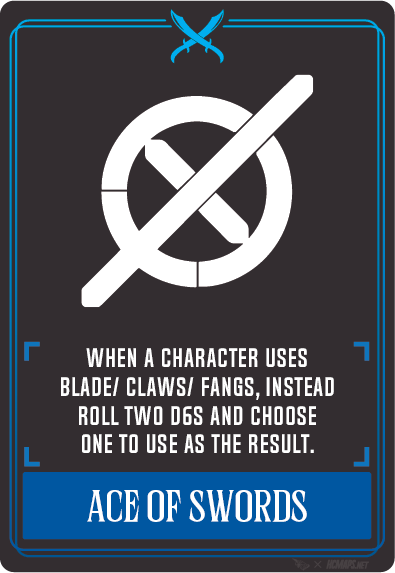 WHEN A CHARACTER USES
BLADE/ CLAWS/ FANGS, INSTEAD
ROLL TWO D6S AND CHOOSE
ONE TO USE AS THE RESULT.
ACE OF SWORDS